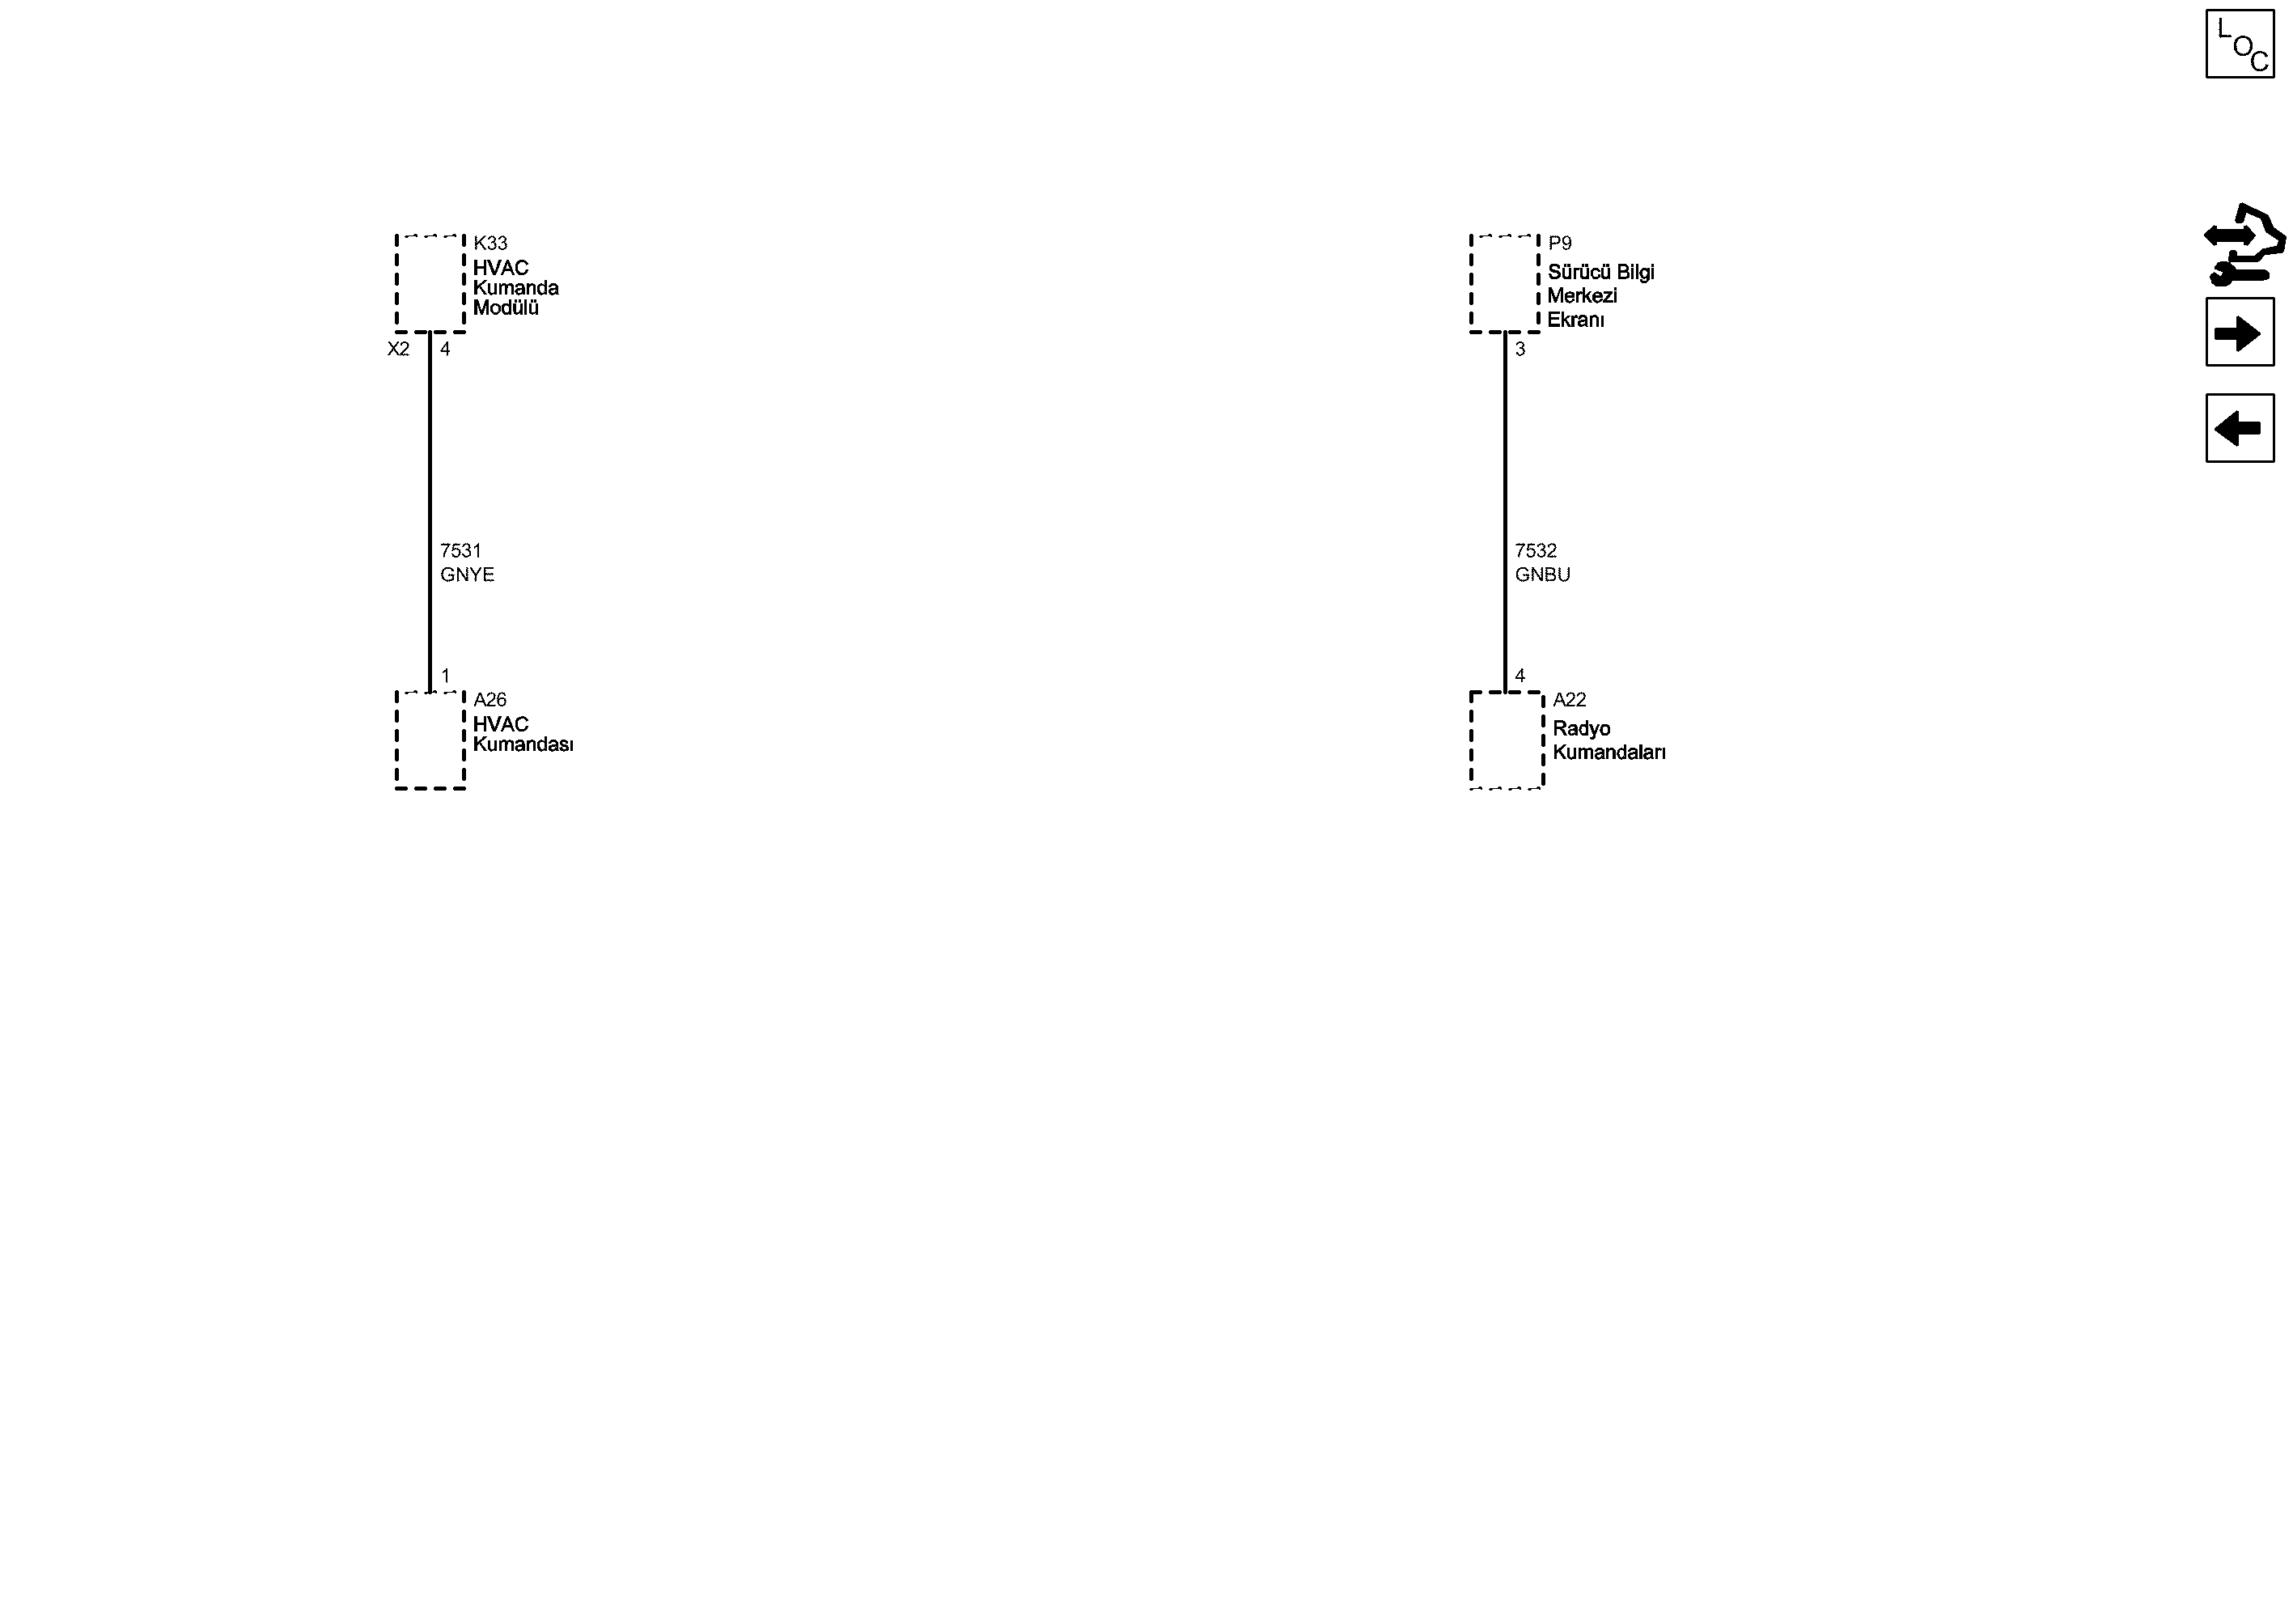 LOC
K33
HVAC
Kumanda
Modülü
X2 4
7531
GNYE
1
A26
HVAC
Kumandası
P9
Sürücü Bilgi
Merkezi
Ekranı
3
7532
GNBU
4
A22
Radyo
Kumandaları